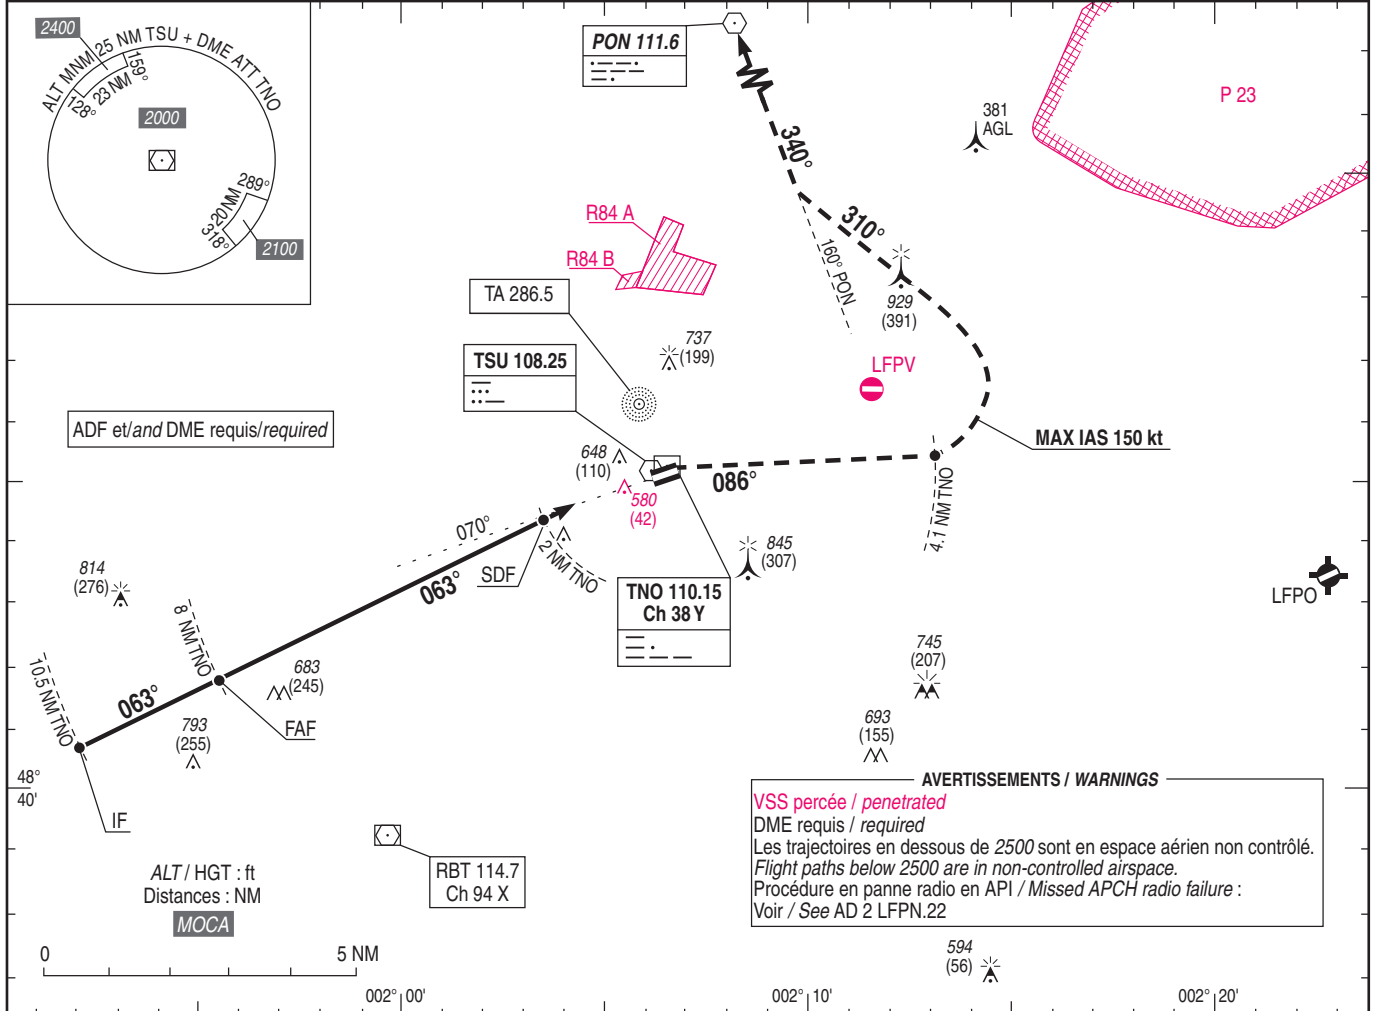 ALT MNM 25 NM TSU + DME ATT TNO
2400
159°
23 NM
128°
2000
289°
20 NM
318°
2100
PON 111.6
P 23
381
AGL
340°
310°
160° PON
R84 A
R84 B
929
(391)
TA 286.5
737
(199)
TSU 108.25
LFPV
ADF et/and DME requis/required
MAX IAS 150 kt
648
(110)
086°
580
(42)
4.1 NM TNO
070°
2 NM TNO
SDF
063°
845
(307)
814
(276)
TNO 110.15
Ch 38 Y
LFPO
8 NM TNO
745
(207)
10.5 NM TNO
063°
683
(245)
FAF
793
(255)
693
(155)
48°
40'
IF
AVERTISSEMENTS / WARNINGS
VSS percée / penetrated
DME requis / required
Les trajectoires en dessous de 2500 sont en espace aérien non contrôlé.
Flight paths below 2500 are in non-controlled airspace.
Procédure en panne radio en API / Missed APCH radio failure :
Voir / See AD 2 LFPN.22
RBT 114.7
Ch 94 X
ALT / HGT : ft
Distances : NM
MOCA
0 5 NM
594
(56)
002° 00'
002° 10'
002° 20'